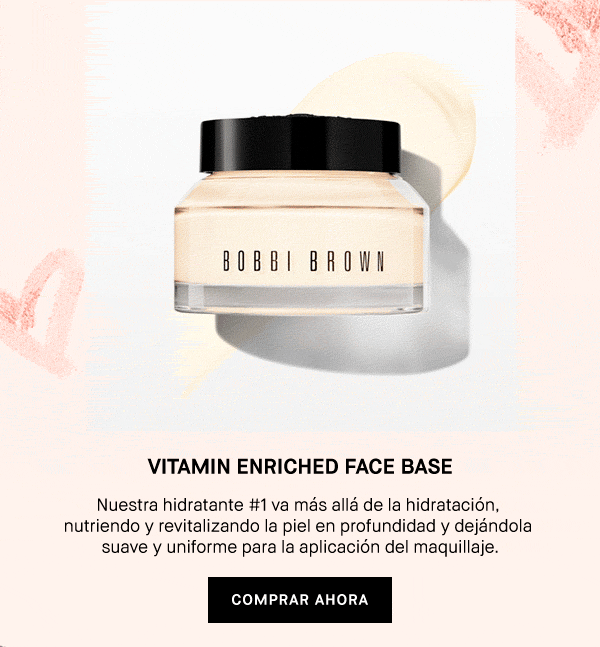 BOBBI BROWN
VITAMIN ENRICHED FACE BASE
Nuestra hidratante #1 va más allá de la hidratación,
nutriendo y revitalizando la piel en profundidad y dejándola
suave y uniforme para la aplicación del maquillaje.
COMPRAR AHORA